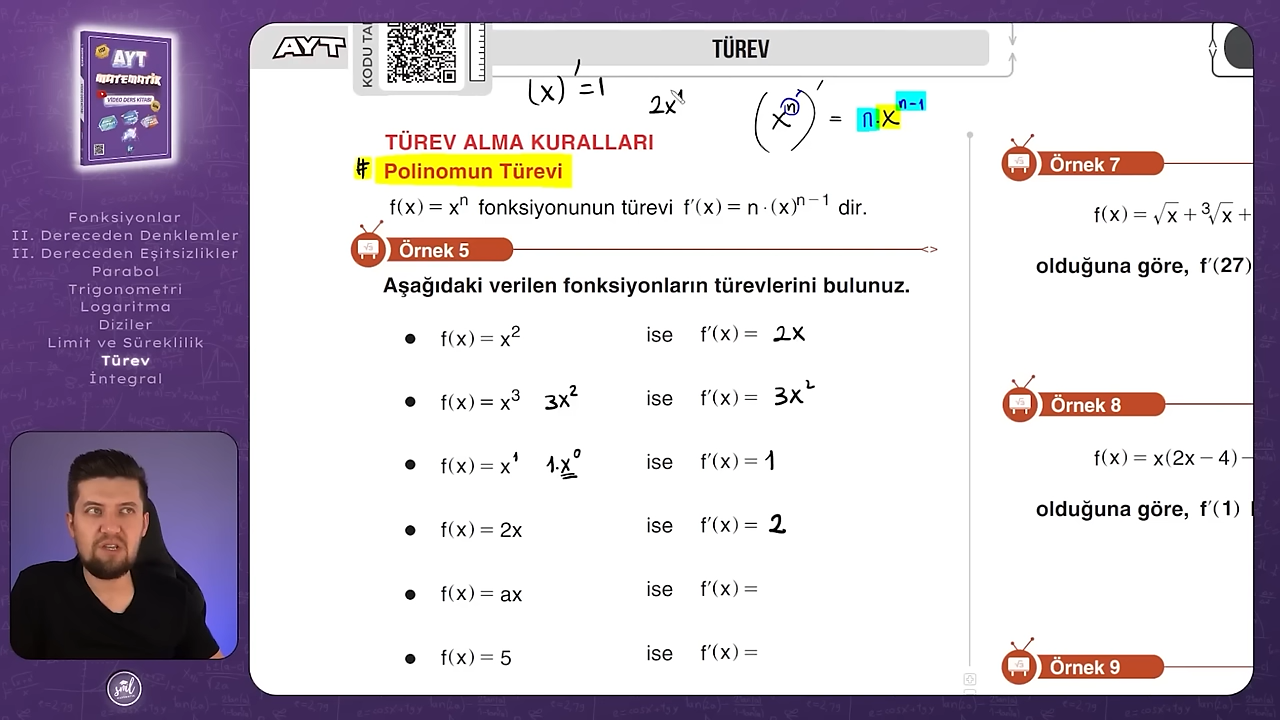 AYT
MATEMATİK
VİDEO DERS KİTABI
Fonksiyonlar
II. Dereceden Denklemler
II. Dereceden Eşitsizlikler
Parabol
Trigonometri
Logaritma
Diziler
Limit ve Süreklilik
Türev
İntegral
sml
AYT
KODU TA
TÜREV
(x)' = 1
2x¹
(xⁿ)' = n.xⁿ⁻¹
TÜREV ALMA KURALLARI
# Polinomun Türevi
f(x) = xⁿ fonksiyonunun türevi f'(x) = n · (x)ⁿ⁻¹ dir.
Örnek 5
Aşağıdaki verilen fonksiyonların türevlerini bulunuz.
• f(x) = x² ise f'(x) = 2x
• f(x) = x³ 3x² ise f'(x) = 3x²
• f(x) = x¹ 1.x⁰ ise f'(x) = 1
• f(x) = 2x ise f'(x) = 2
• f(x) = ax ise f'(x) =
• f(x) = 5 ise f'(x) =
Örnek 7
f(x) = √x + ³√x +
olduğuna göre, f'(27)
Örnek 8
f(x) = x(2x − 4) −
olduğuna göre, f'(1)
Örnek 9